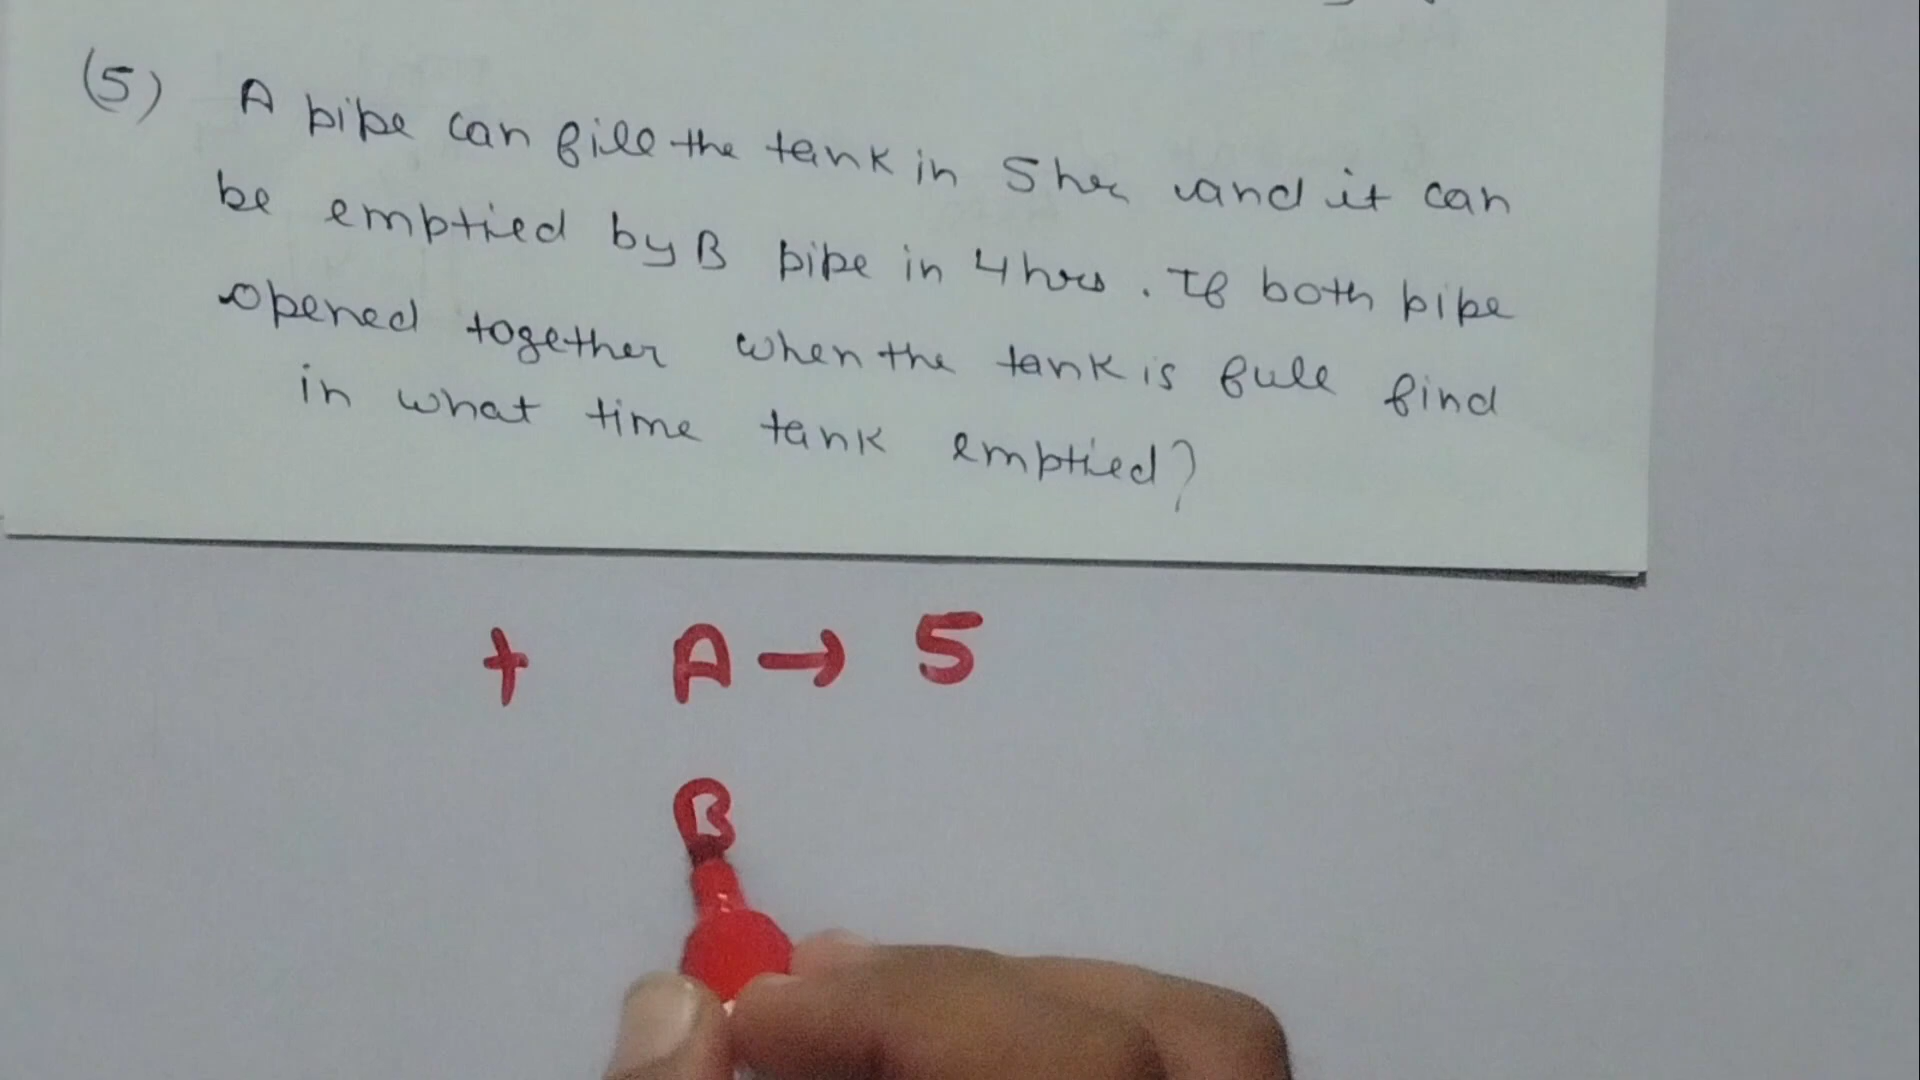 (5) A pipe can fill the tank in 5 hr and it can
be emptied by B pipe in 4 hrs. If both pipe
opened together when the tank is full find
in what time tank emptied?
+ A → 5
B